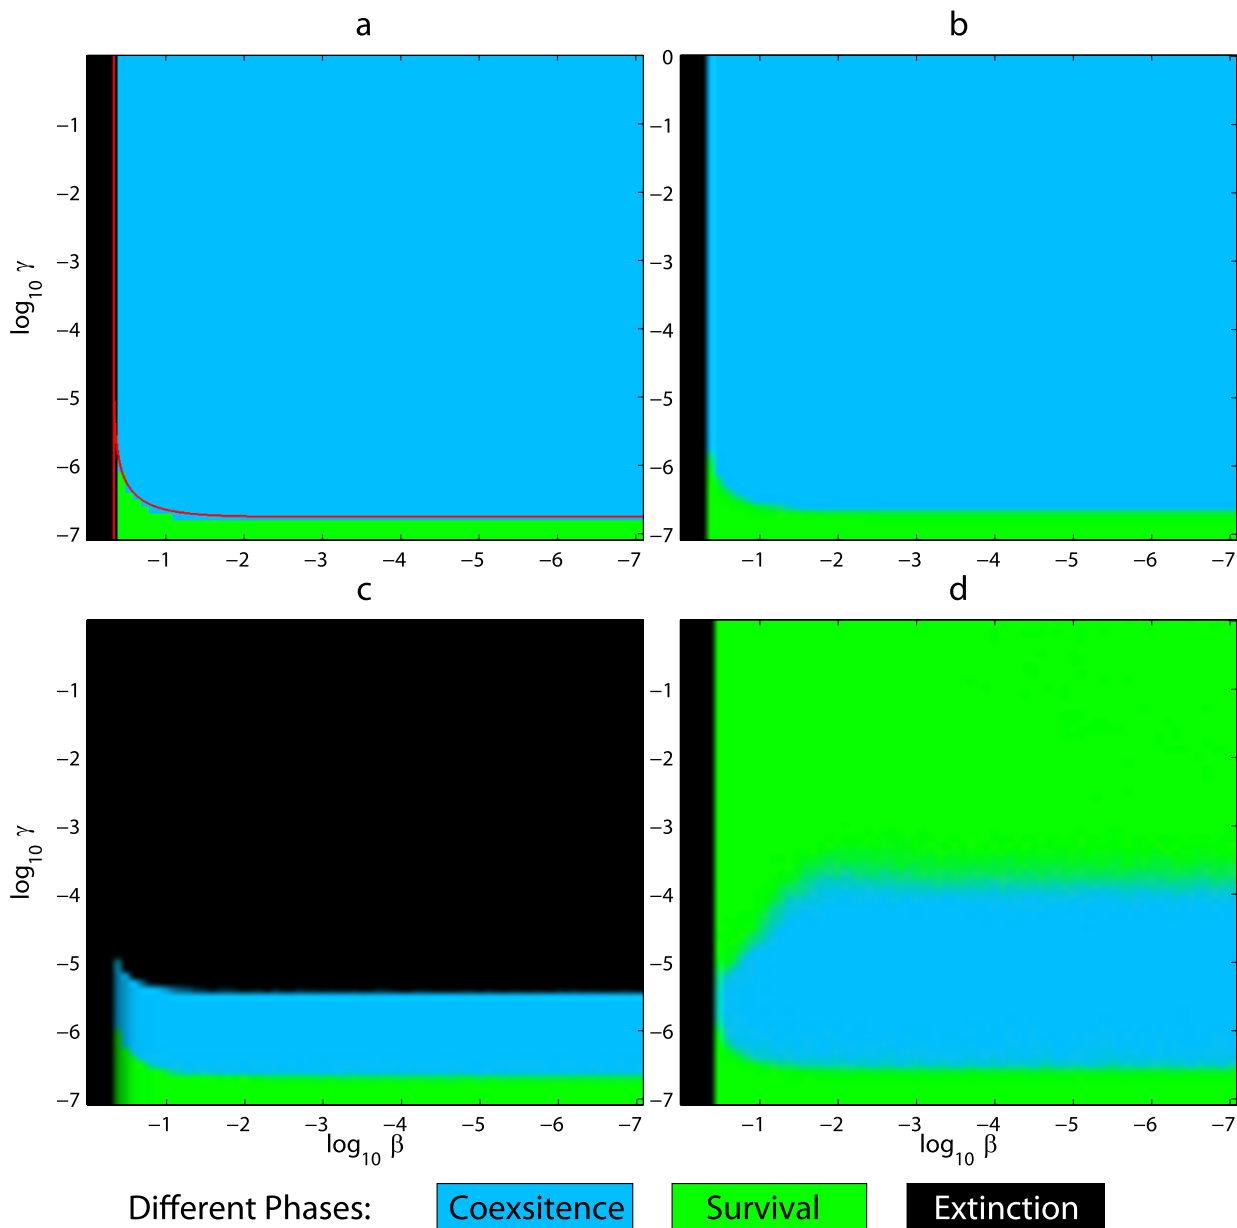 a
b
−1
−2
−3
−4
−5
−6
−7
log10 γ
−1 −2 −3 −4 −5 −6 −7
0
−1
−2
−3
−4
−5
−6
−7
−1 −2 −3 −4 −5 −6 −7
c
d
−1
−2
−3
−4
−5
−6
−7
log10 γ
−1 −2 −3 −4 −5 −6 −7
log10 β
−1
−2
−3
−4
−5
−6
−7
−1 −2 −3 −4 −5 −6 −7
log10 β
Different Phases: Coexsitence Survival Extinction